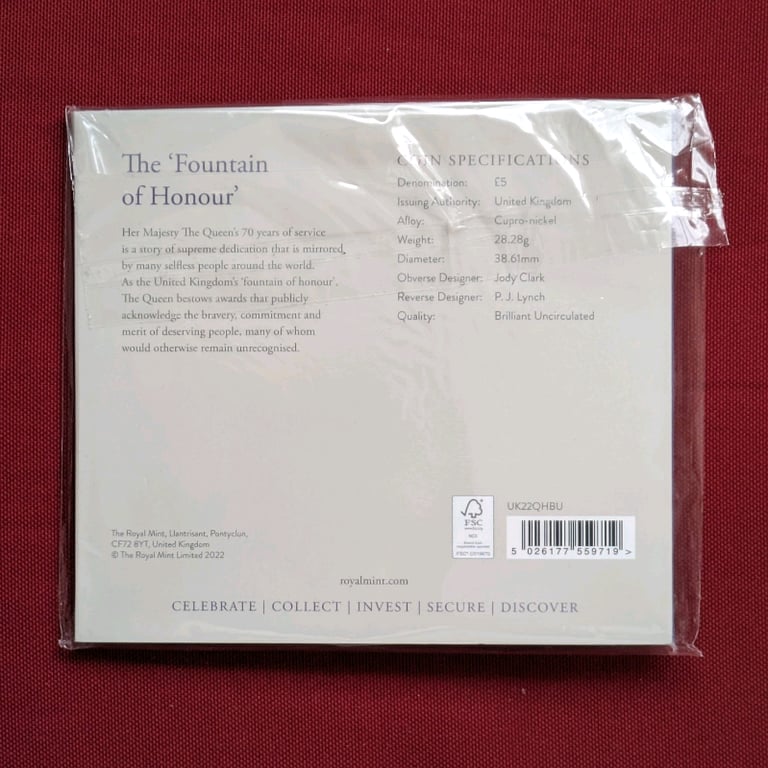 The 'Fountain
of Honour'
Her Majesty The Queen's 70 years of service
is a story of supreme dedication that is mirrored
by many selfless people around the world.
As the United Kingdom's 'fountain of honour',
The Queen bestows awards that publicly
acknowledge the bravery, commitment and
merit of deserving people, many of whom
would otherwise remain unrecognised.
COIN SPECIFICATIONS
Denomination: £5
Issuing Authority: United Kingdom
Alloy: Cupro-nickel
Weight: 28.28g
Diameter: 38.61mm
Obverse Designer: Jody Clark
Reverse Designer: P. J. Lynch
Quality: Brilliant Uncirculated
The Royal Mint, Llantrisant, Pontyclun,
CF72 8YT, United Kingdom
© The Royal Mint Limited 2022
FSC
MIX
UK22QHBU
5 026177 559719 >
royalmint.com
CELEBRATE | COLLECT | INVEST | SECURE | DISCOVER